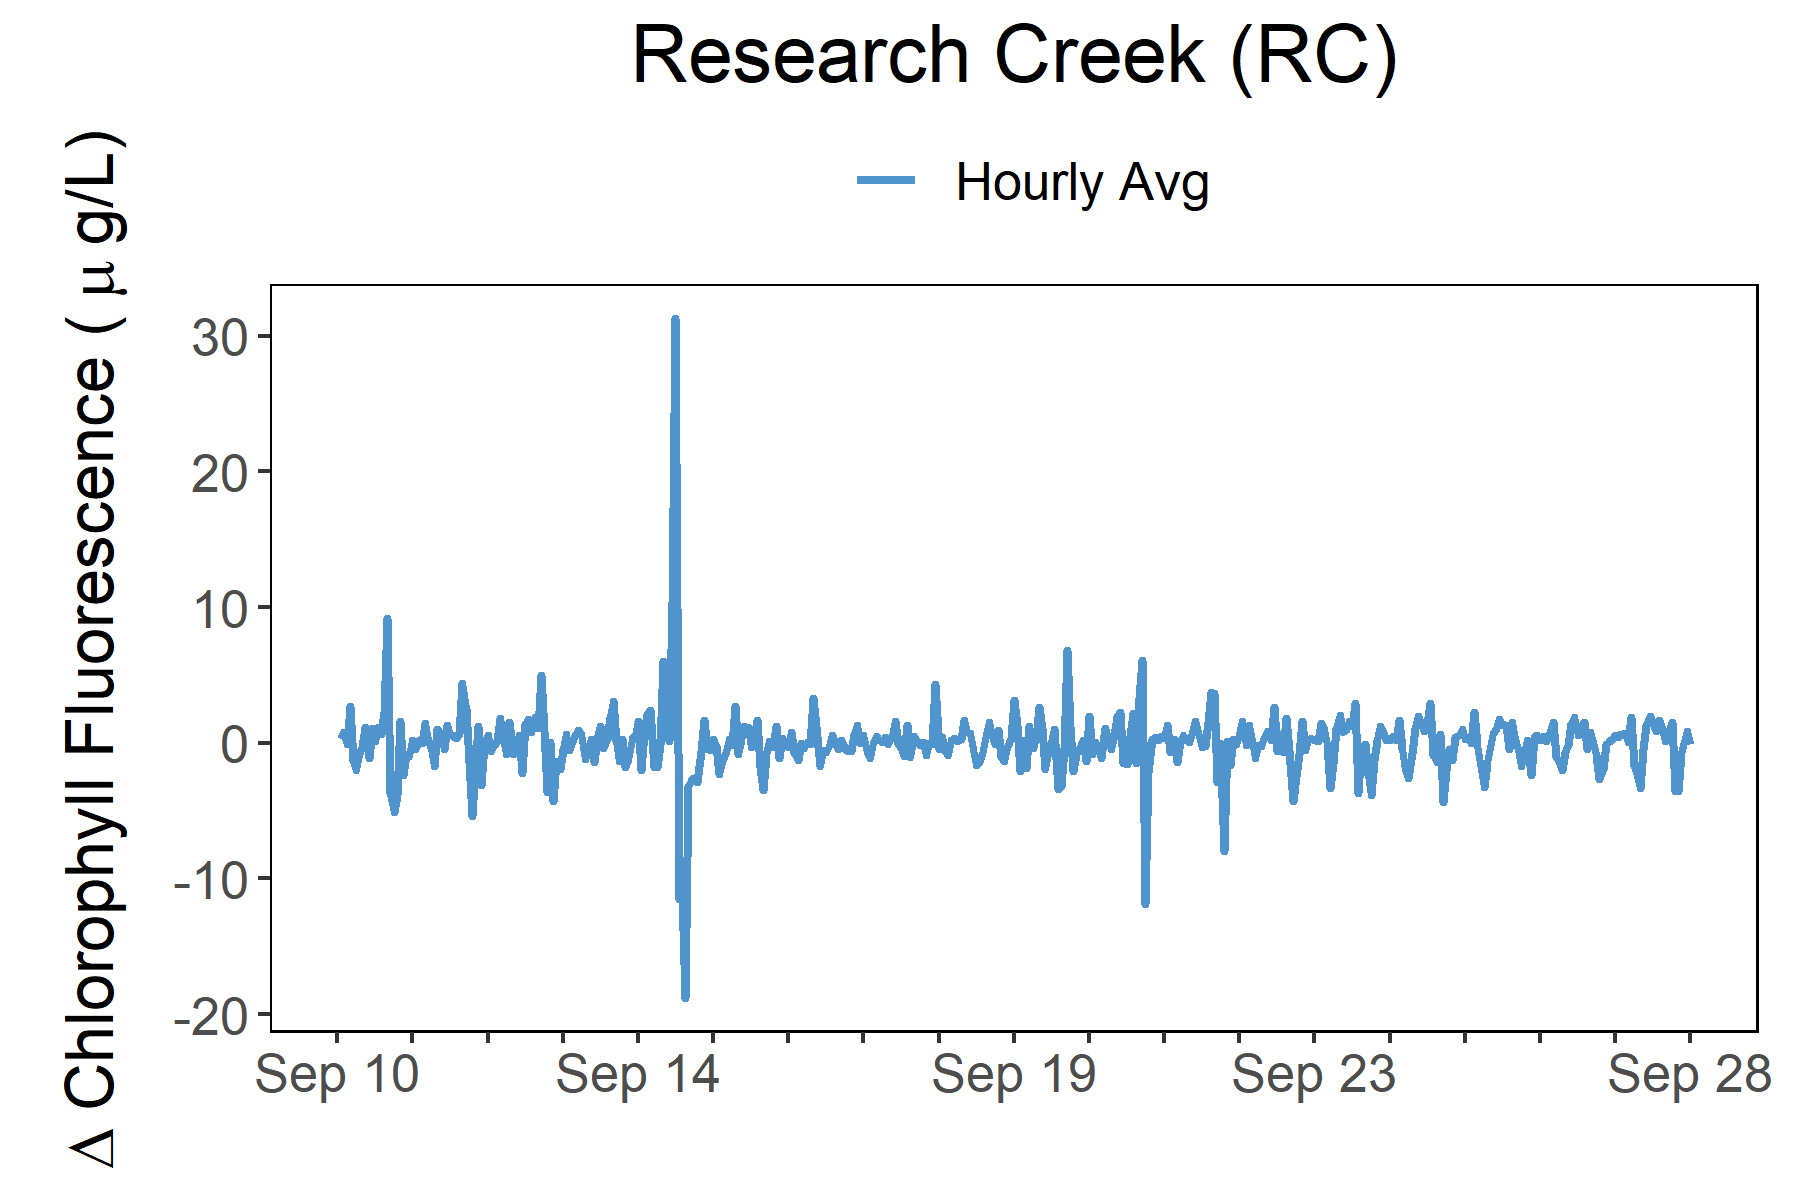 Research Creek (RC)
Hourly Avg
Δ Chlorophyll Fluorescence ( μ g/L)
30
20
10
0
-10
-20
Sep 10 Sep 14 Sep 19 Sep 23 Sep 28